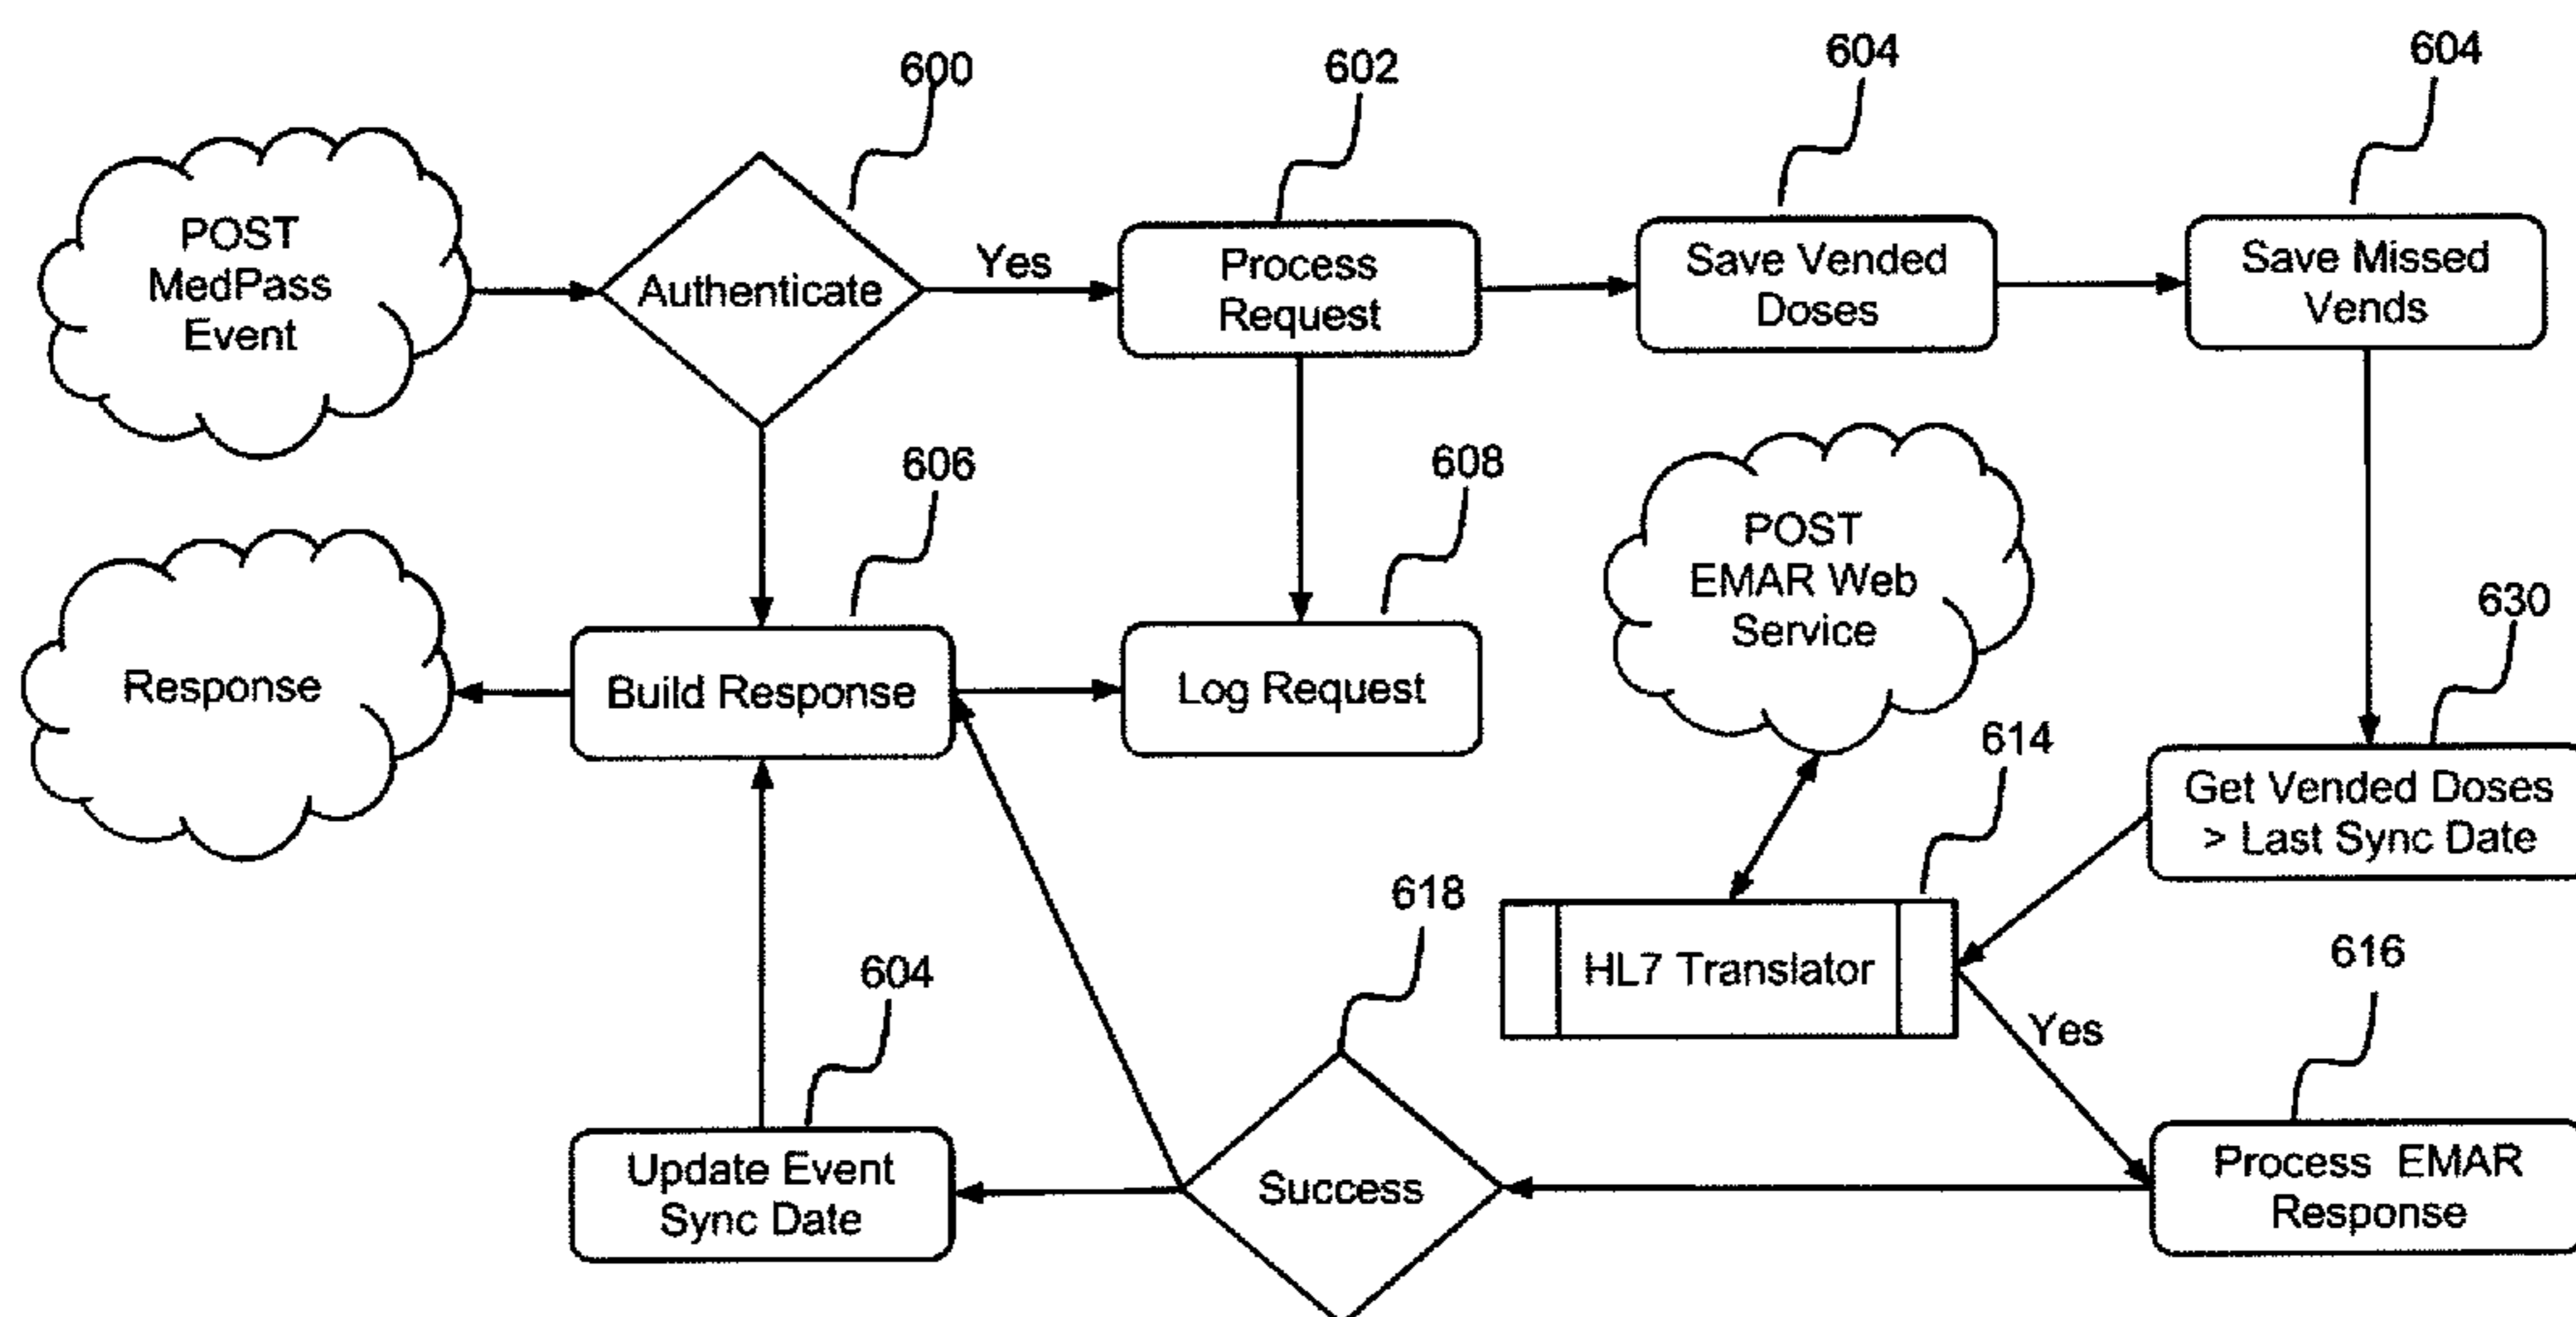 600
602
604
604
POST
MedPass
Event
Authenticate
Yes
Process
Request
Save Vended
Doses
Save Missed
Vends
606
608
POST
EMAR Web
Service
630
Response
Build Response
Log Request
614
Get Vended Doses
> Last Sync Date
618
HL7 Translator
604
616
Yes
Update Event
Sync Date
Success
Process EMAR
Response